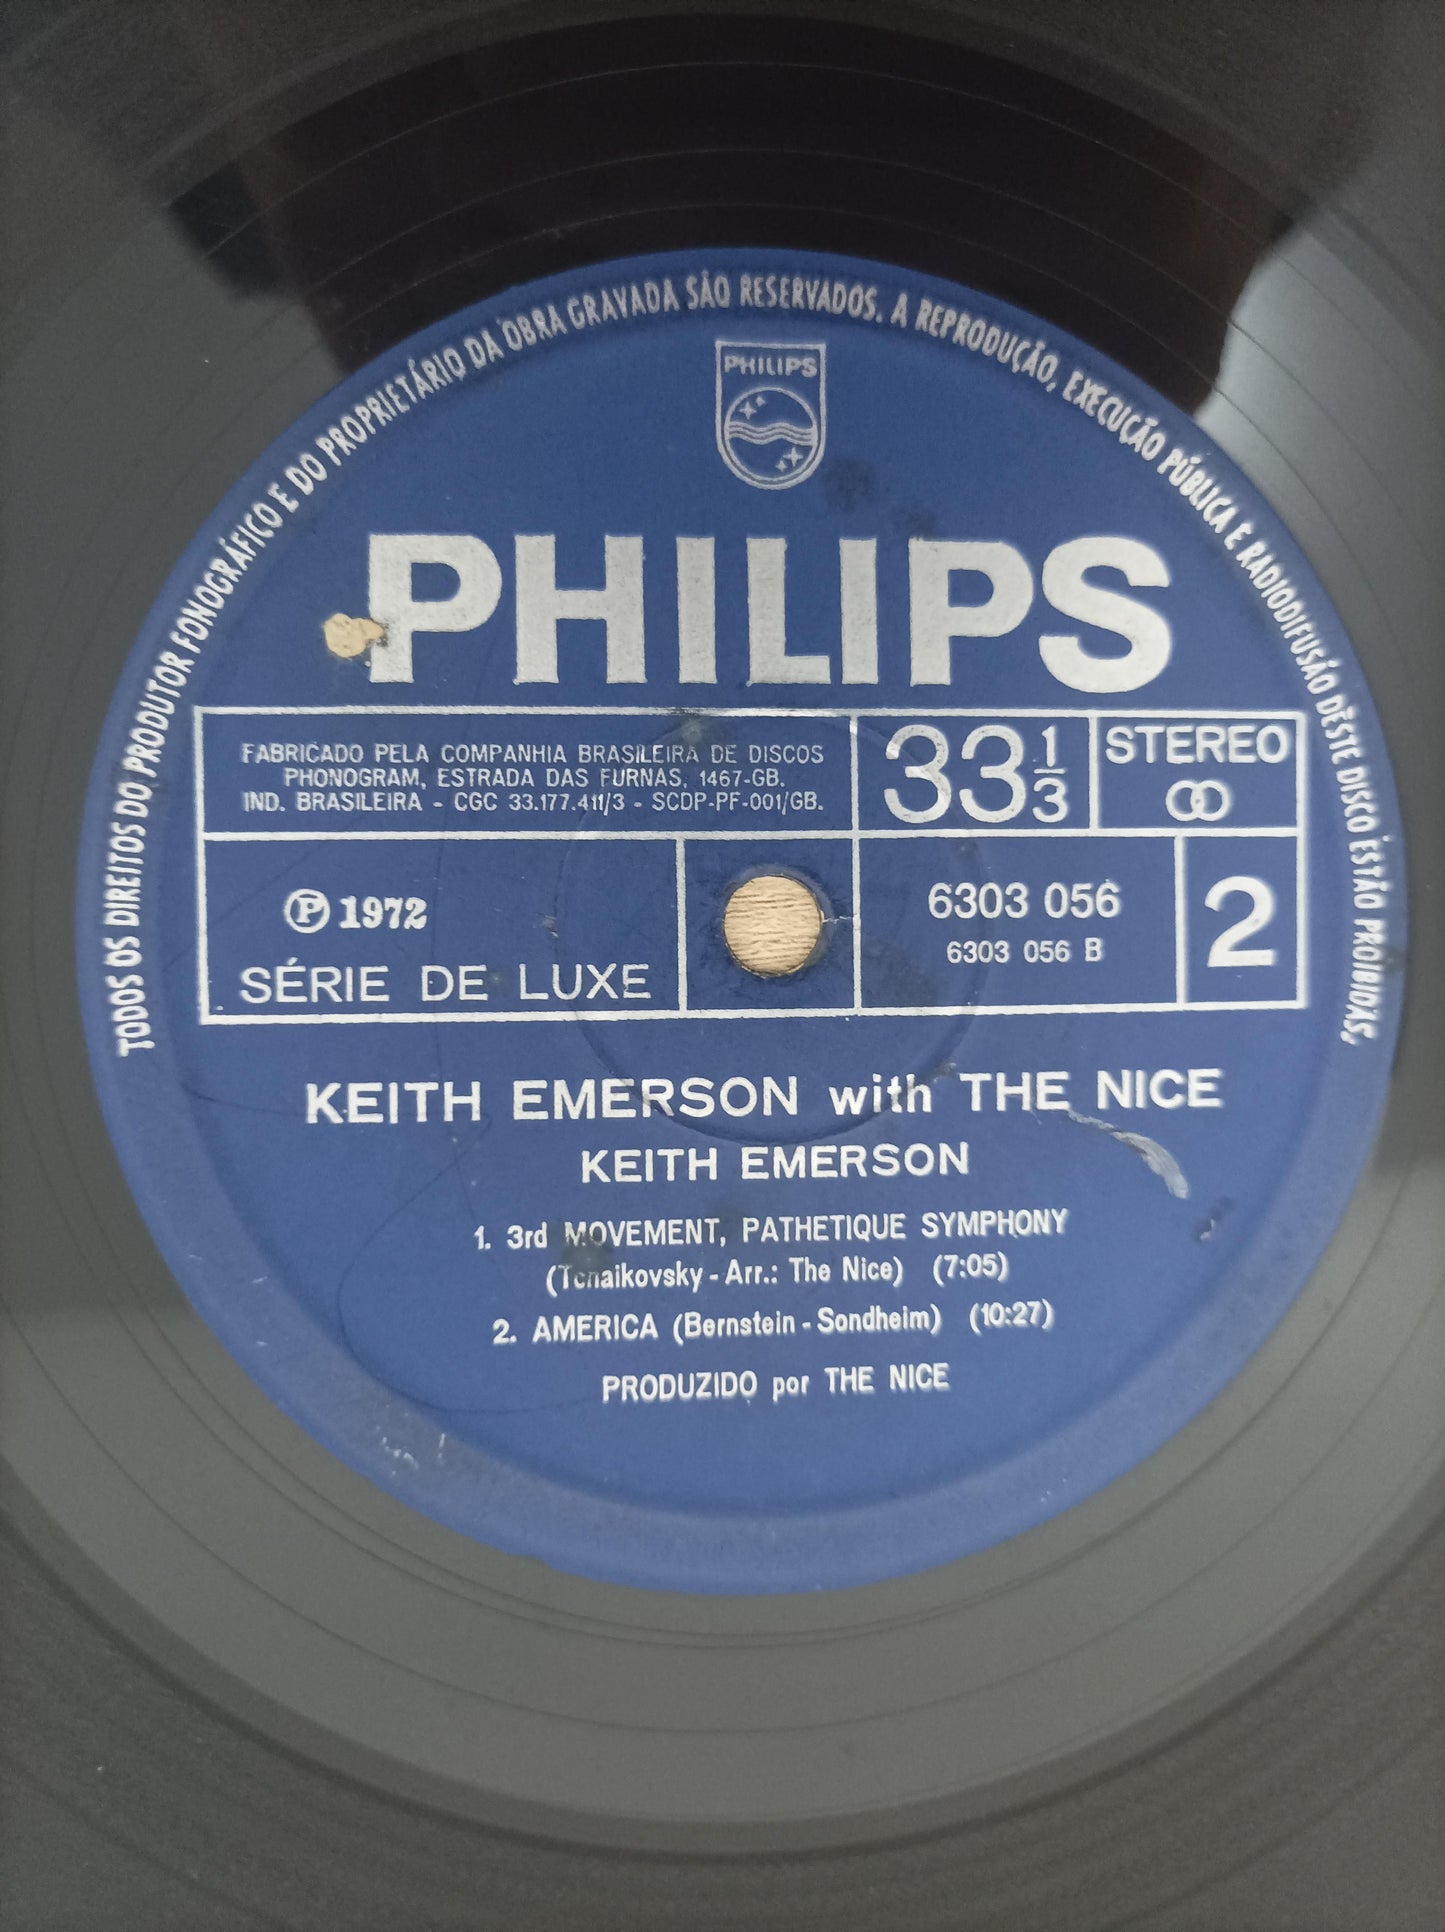 TODOS OS DIREITOS DO PRODUTOR FONOGRÁFICO E DO PROPRIETÁRIO DA OBRA GRAVADA SÃO RESERVADOS. A REPRODUÇÃO, EXECUÇÃO PÚBLICA E RADIODIFUSÃO DÊSTE DISCO ESTÃO PROIBIDAS.
PHILIPS
PHILIPS
FABRICADO PELA COMPANHIA BRASILEIRA DE DISCOS
PHONOGRAM, ESTRADA DAS FURNAS, 1467-GB.
IND. BRASILEIRA - CGC 33.177.411/3 - SCDP-PF-001/GB.
33 1/3
STEREO
Ⓟ 1972
SÉRIE DE LUXE
6303 056
6303 056 B
2
KEITH EMERSON with THE NICE
KEITH EMERSON
1. 3rd MOVEMENT, PATHETIQUE SYMPHONY
(Tchaikovsky - Arr.: The Nice) (7:05)
2. AMERICA (Bernstein - Sondheim) (10:27)
PRODUZIDO por THE NICE